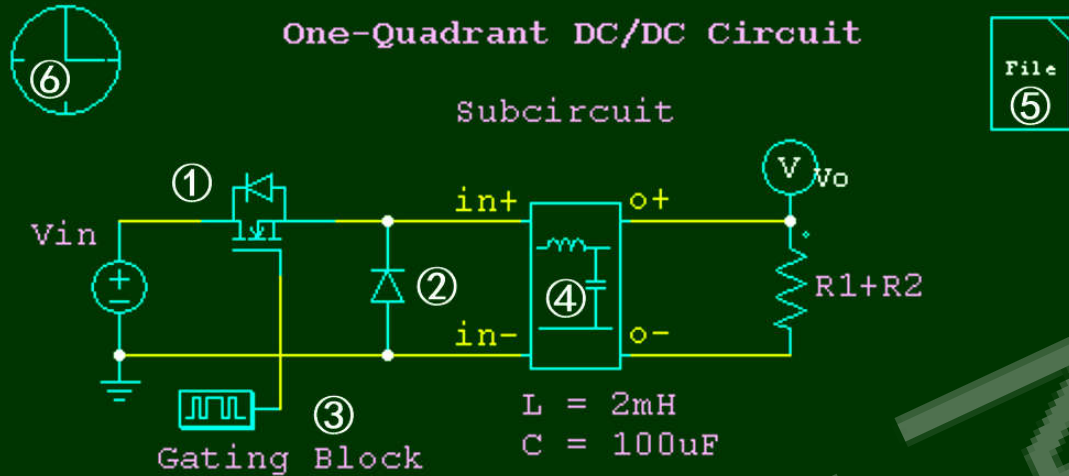 One-Quadrant DC/DC Circuit
⑥
File
⑤
Subcircuit
①
V
Vo
in+
o+
Vin
②
④
R1+R2
in-
o-
③
L = 2mH
Gating Block
C = 100uF